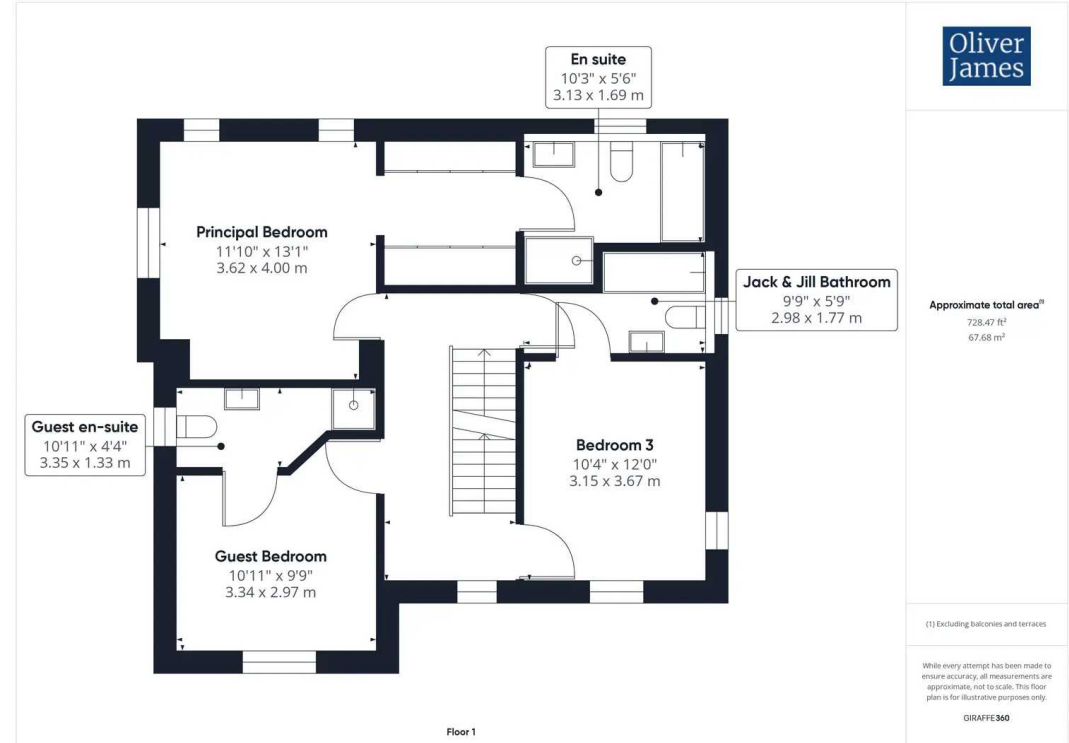 Oliver
James
En suite
10'3" x 5'6"
3.13 x 1.69 m
Principal Bedroom
11'10" x 13'1"
3.62 x 4.00 m
Jack & Jill Bathroom
9'9" x 5'9"
2.98 x 1.77 m
Guest en-suite
10'11" x 4'4"
3.35 x 1.33 m
Bedroom 3
10'4" x 12'0"
3.15 x 3.67 m
Guest Bedroom
10'11" x 9'9"
3.34 x 2.97 m
Floor 1
Approximate total area⁽¹⁾
728.47 ft²
67.68 m²
(1) Excluding balconies and terraces
While every attempt has been made to
ensure accuracy, all measurements are
approximate, not to scale. This floor
plan is for illustrative purposes only.
GIRAFFE360